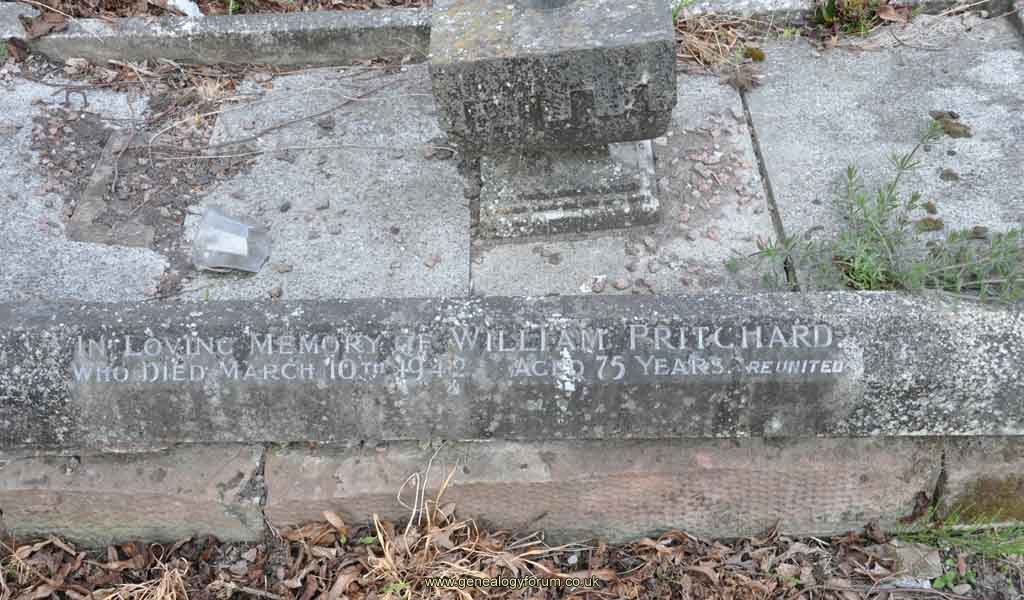 In Loving Memory of William Pritchard
Who Died March 10th 1942 Aged 75 Years. Reunited
www.genealogyforum.co.uk